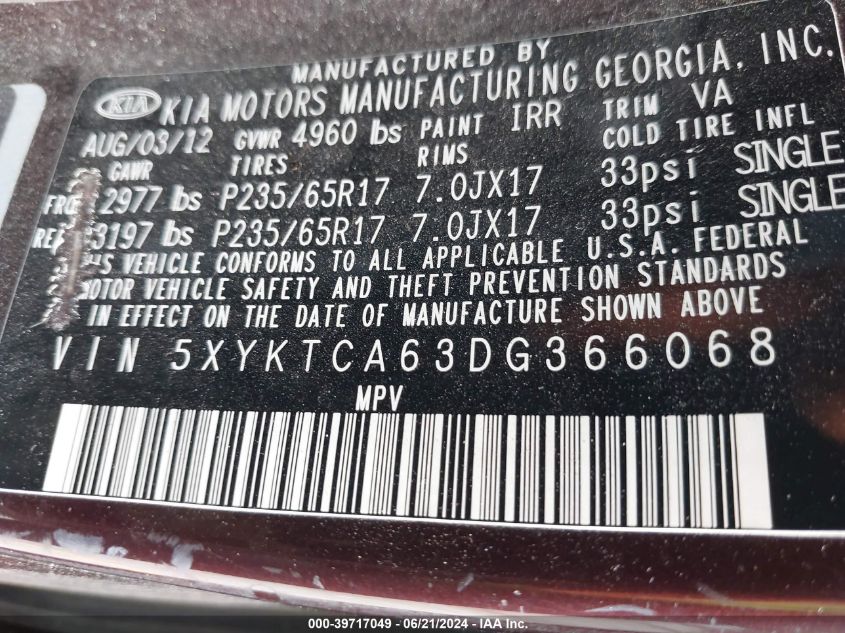 MANUFACTURED BY
KIA KIA MOTORS MANUFACTURING GEORGIA, INC.
AUG/03/12 GVWR 4960 lbs PAINT IRR TRIM VA
GAWR TIRES RIMS COLD TIRE INFL
2977 lbs P235/65R17 7.0JX17 33psi SINGLE
3197 lbs P235/65R17 7.0JX17 33psi SINGLE
VEHICLE CONFORMS TO ALL APPLICABLE U.S.A. FEDERAL
VEHICLE SAFETY AND THEFT PREVENTION STANDARDS
IN EFFECT ON THE DATE OF MANUFACTURE SHOWN ABOVE
VIN 5XYKTCA63DG366068
MPV
000-39717049 - 06/21/2024 - IAA Inc.